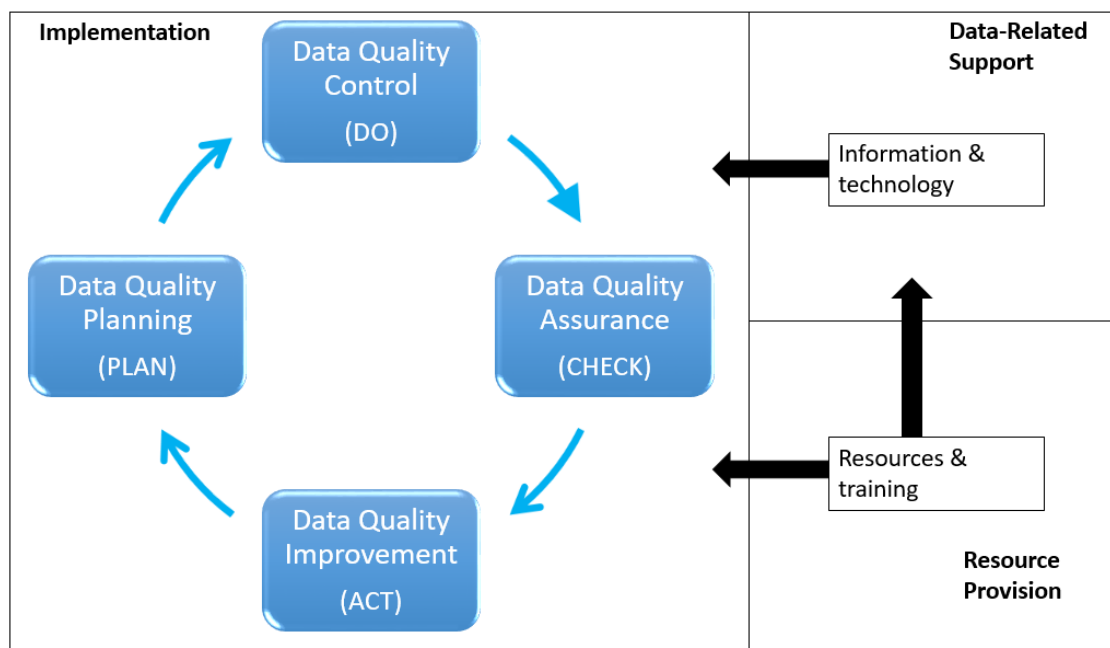 Implementation
Data Quality
Control
(DO)
Data Quality
Assurance
(CHECK)
Data Quality
Improvement
(ACT)
Data Quality
Planning
(PLAN)
Data-Related
Support
Information &
technology
Resources &
training
Resource
Provision